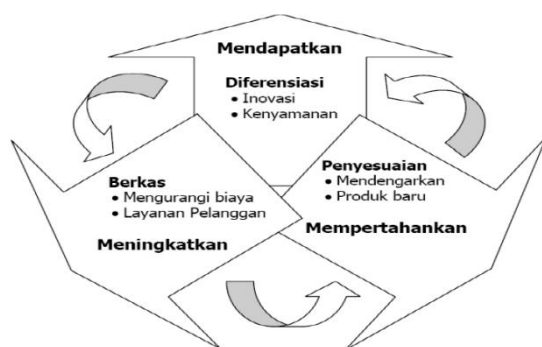 Mendapatkan
Diferensiasi
• Inovasi
• Kenyamanan
Berkas
• Mengurangi biaya
• Layanan Pelanggan
Meningkatkan
Penyesuaian
• Mendengarkan
• Produk baru
Mempertahankan